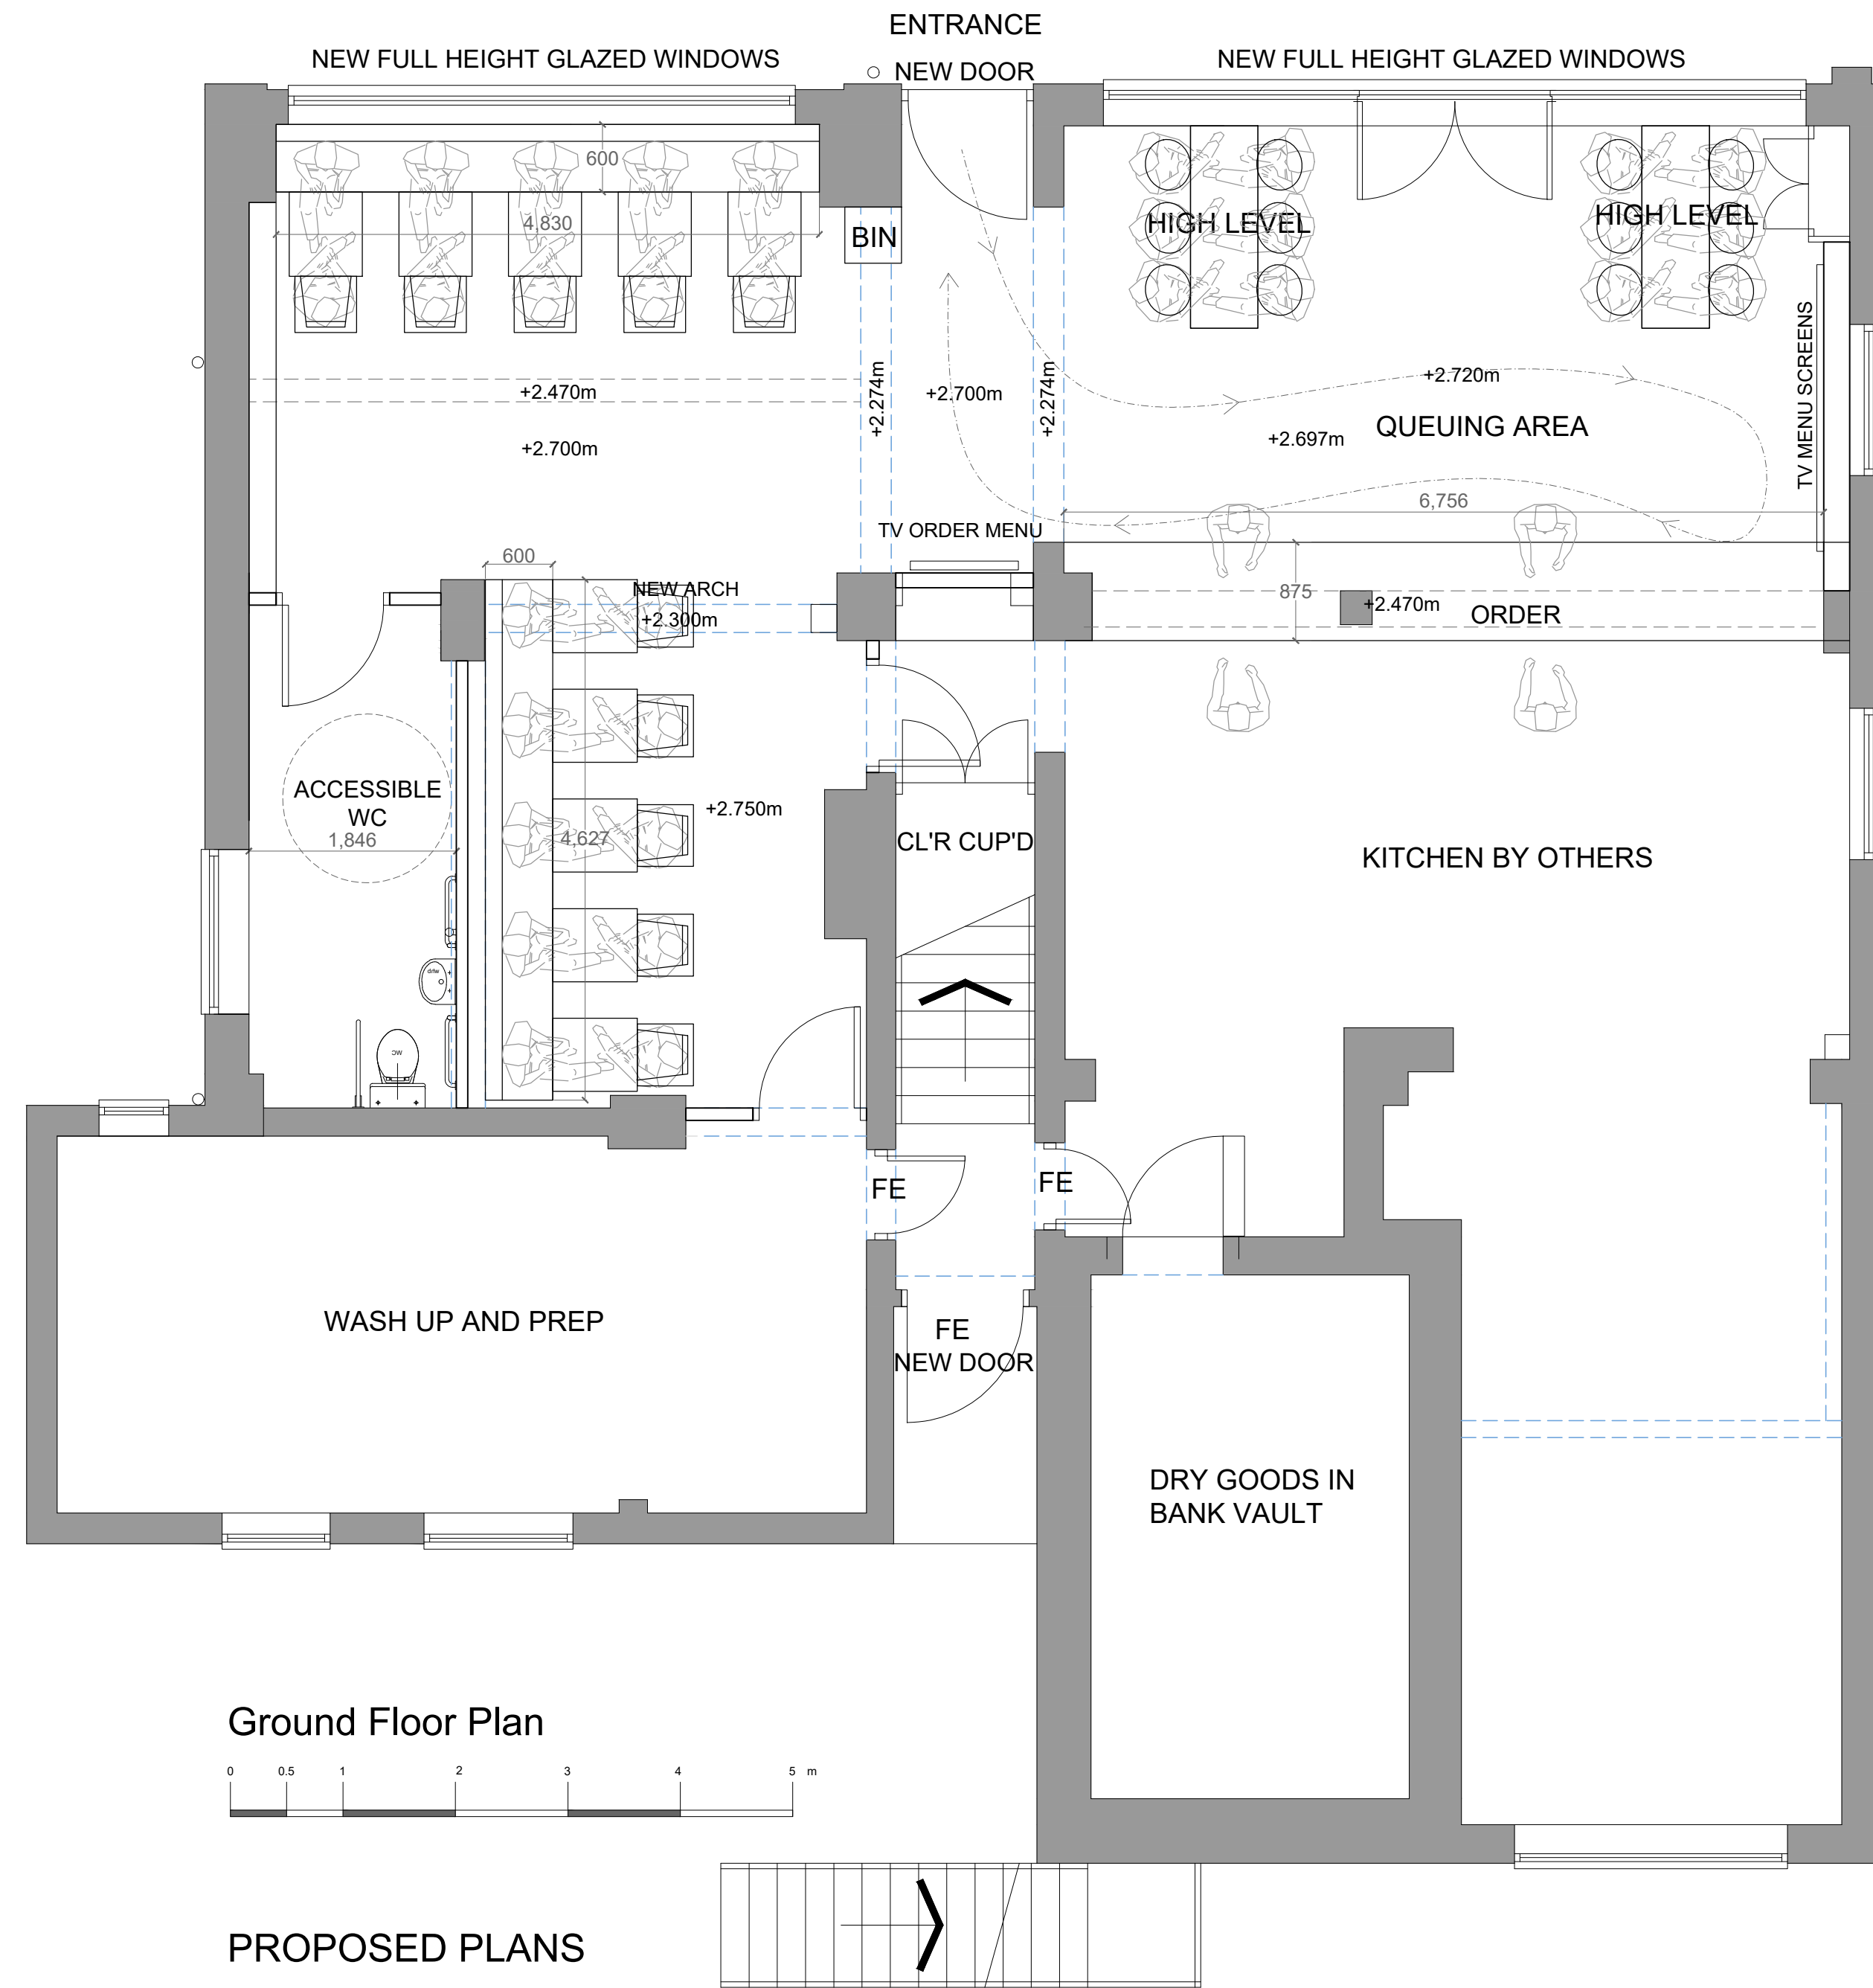 ENTRANCE
NEW FULL HEIGHT GLAZED WINDOWS
NEW DOOR
NEW FULL HEIGHT GLAZED WINDOWS
600
4,830
BIN
HIGH LEVEL
HIGH LEVEL
+2.470m
+2.274m
+2.700m
+2.274m
+2.720m
TV MENU SCREENS
+2.700m
+2.697m
QUEUING AREA
6,756
TV ORDER MENU
600
NEW ARCH
+2.300m
875
+2.470m
ORDER
ACCESSIBLE
WC
1,846
+2.750m
4,627
CL'R CUP'D
KITCHEN BY OTHERS
WC
FE
FE
WASH UP AND PREP
FE
NEW DOOR
DRY GOODS IN
BANK VAULT
Ground Floor Plan
0 0.5 1 2 3 4 5 m
PROPOSED PLANS